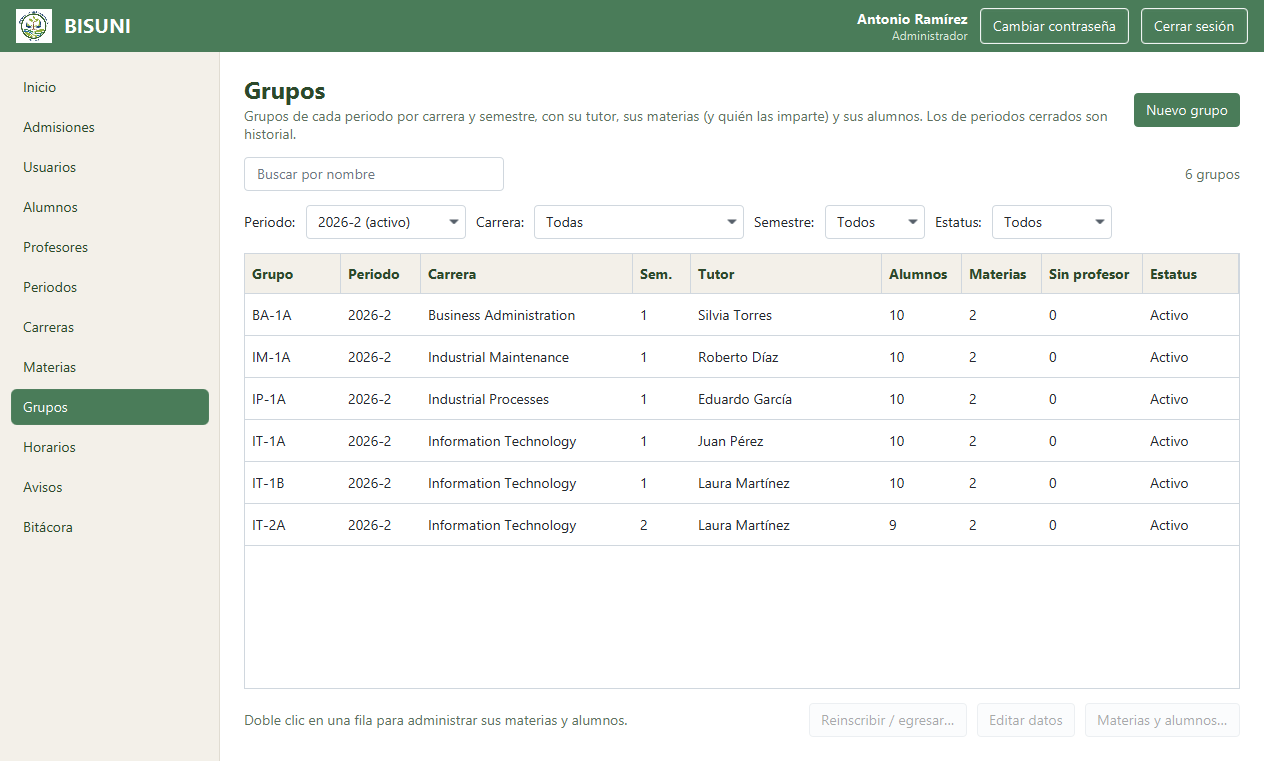 BISUNI
Antonio Ramírez
Administrador
Cambiar contraseña
Cerrar sesión
Inicio
Admisiones
Usuarios
Alumnos
Profesores
Periodos
Carreras
Materias
Grupos
Horarios
Avisos
Bitácora
Grupos
Grupos de cada periodo por carrera y semestre, con su tutor, sus materias (y quién las imparte) y sus alumnos. Los de periodos cerrados son
historial.
Nuevo grupo
Buscar por nombre
6 grupos
Periodo: 2026-2 (activo) Carrera: Todas Semestre: Todos Estatus: Todos
Grupo Periodo Carrera Sem. Tutor Alumnos Materias Sin profesor Estatus
BA-1A 2026-2 Business Administration 1 Silvia Torres 10 2 0 Activo
IM-1A 2026-2 Industrial Maintenance 1 Roberto Díaz 10 2 0 Activo
IP-1A 2026-2 Industrial Processes 1 Eduardo García 10 2 0 Activo
IT-1A 2026-2 Information Technology 1 Juan Pérez 10 2 0 Activo
IT-1B 2026-2 Information Technology 1 Laura Martínez 10 2 0 Activo
IT-2A 2026-2 Information Technology 2 Laura Martínez 9 2 0 Activo
Doble clic en una fila para administrar sus materias y alumnos.
Reinscribir / egresar...
Editar datos
Materias y alumnos...